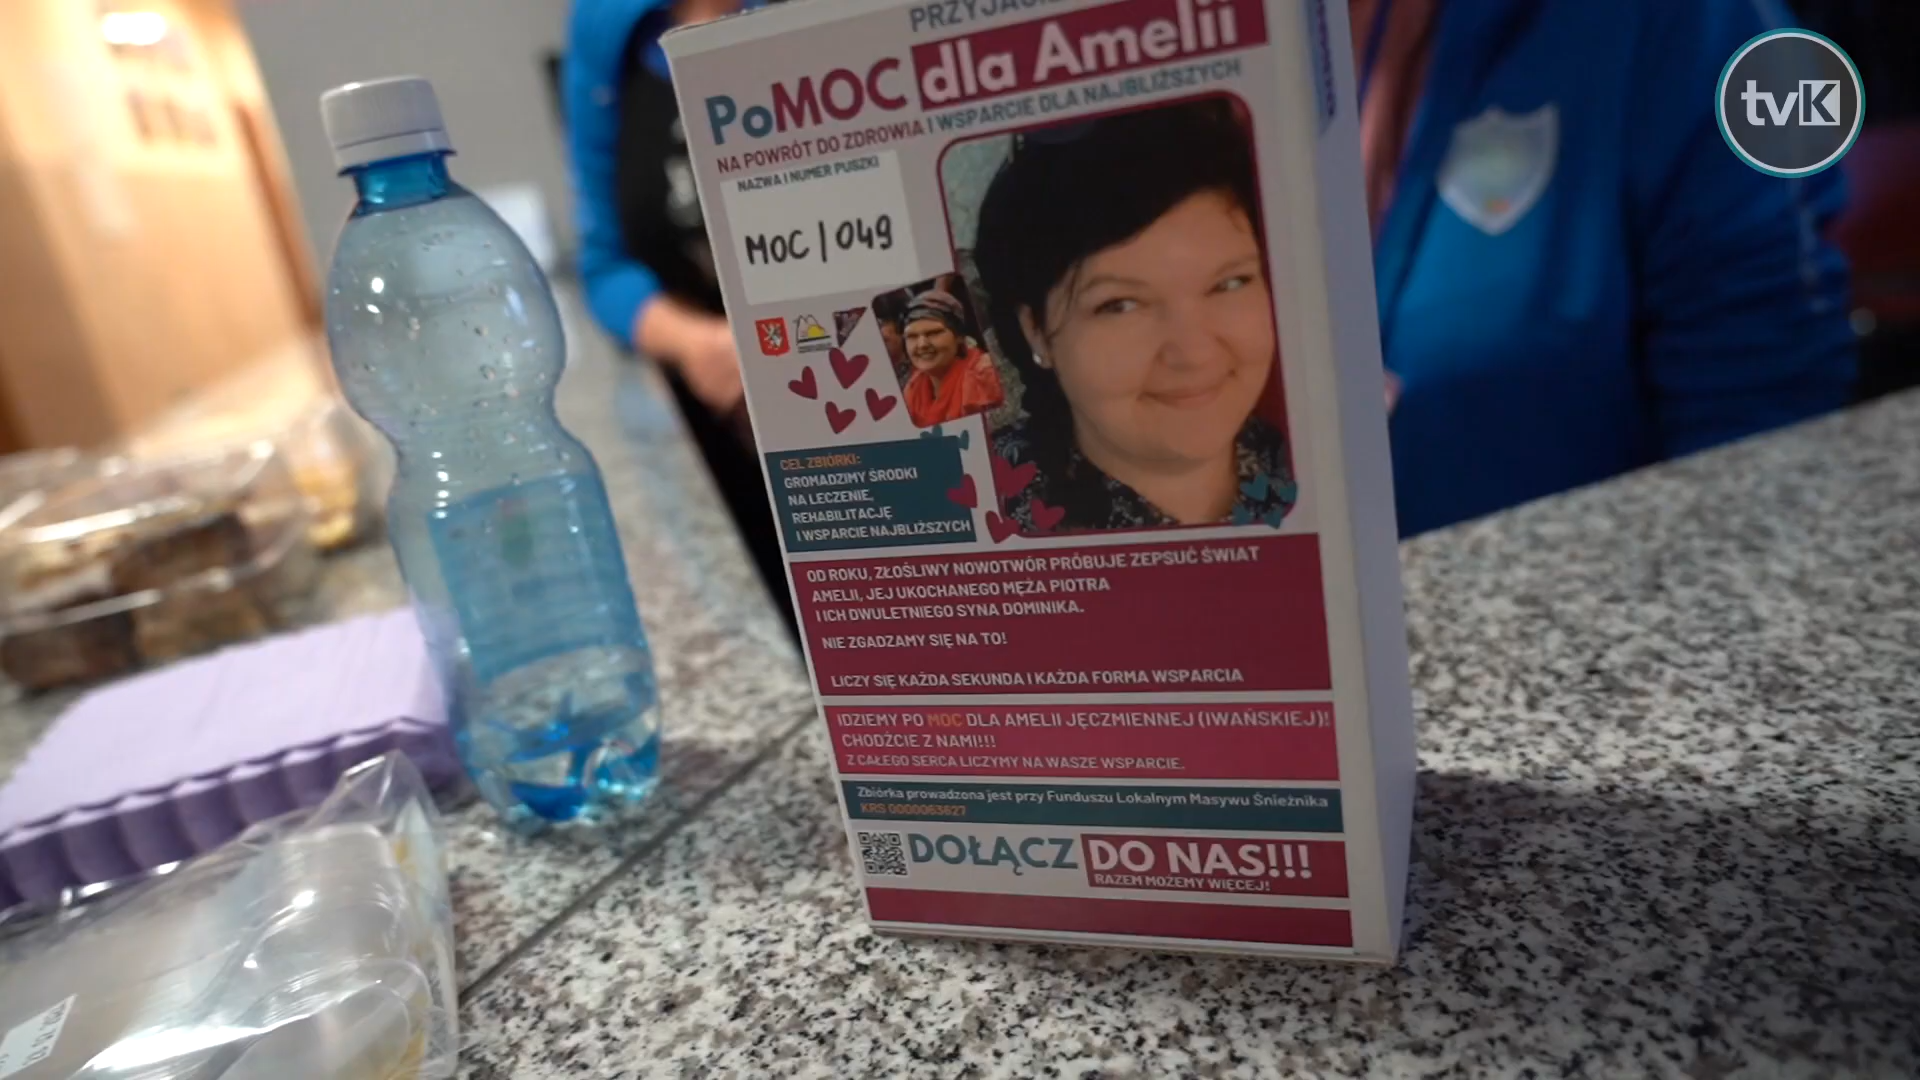 tvK
PoMOC dla Amelii
NA POWRÓT DO ZDROWIA I WSPARCIE DLA NAJBLIŻSZYCH
NAZWA I NUMER PUSZKI
MOC | 049
CEL ZBIÓRKI:
GROMADZIMY ŚRODKI
NA LECZENIE,
REHABILITACJĘ
I WSPARCIE NAJBLIŻSZYCH
OD ROKU, ZŁOŚLIWY NOWOTWÓR PRÓBUJE ZEPSUĆ ŚWIAT
AMELII, JEJ UKOCHANEGO MĘŻA PIOTRA
I ICH DWULETNIEGO SYNA DOMINIKA.
NIE ZGADZAMY SIĘ NA TO!
LICZY SIĘ KAŻDA SEKUNDA I KAŻDA FORMA WSPARCIA
IDZIEMY PO MOC DLA AMELII JĘCZMIENNEJ (IWAŃSKIEJ)!
CHODŹCIE Z NAMI!!!
Z CAŁEGO SERCA LICZYMY NA WASZE WSPARCIE.
Zbiórka prowadzona jest przy Funduszu Lokalnym Masywu Śnieżnika
KRS 0000063627
DOŁĄCZ DO NAS!!!
RAZEM MOŻEMY WIĘCEJ!